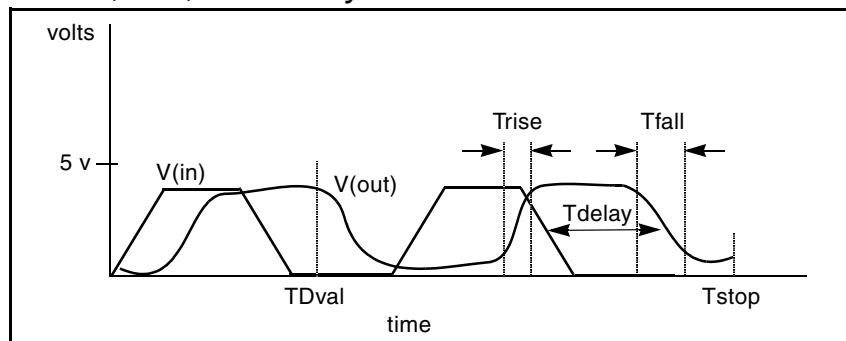 volts
Trise
Tfall
5 v
V(in)
V(out)
Tdelay
TDval
Tstop
time